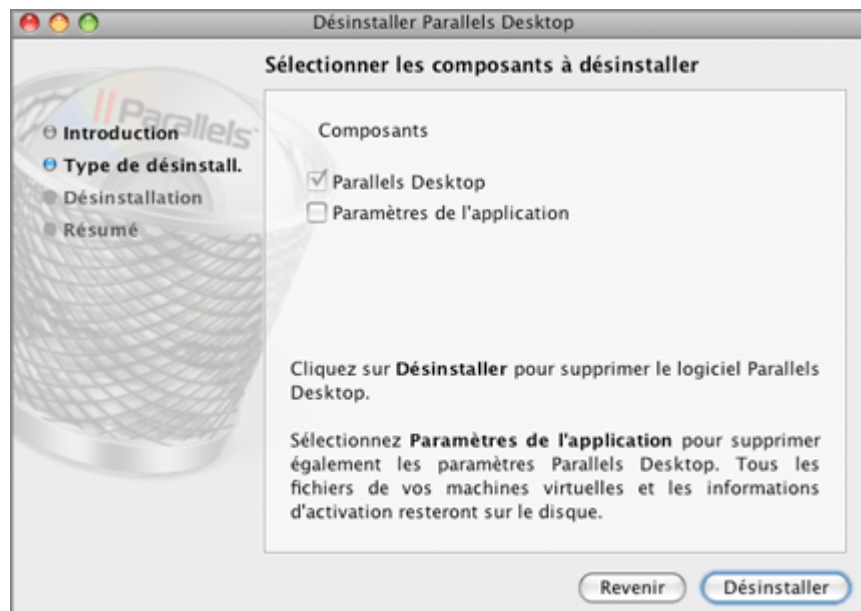 Désinstaller Parallels Desktop
Sélectionner les composants à désinstaller
Parallels
Introduction
Type de désinstall.
Désinstallation
Résumé
Composants
Parallels Desktop
Paramètres de l'application
Cliquez sur Désinstaller pour supprimer le logiciel Parallels
Desktop.
Sélectionnez Paramètres de l'application pour supprimer
également les paramètres Parallels Desktop. Tous les
fichiers de vos machines virtuelles et les informations
d'activation resteront sur le disque.
Revenir
Désinstaller